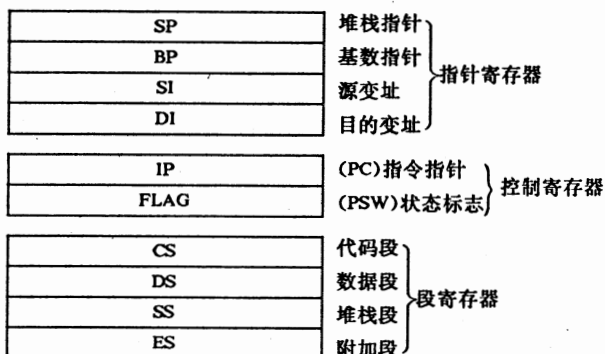 SP 堆栈指针
BP 基数指针
SI 源变址
DI 目的变址
指针寄存器
IP (PC)指令指针
FLAG (PSW)状态标志
控制寄存器
CS 代码段
DS 数据段
SS 堆栈段
ES 附加段
段寄存器